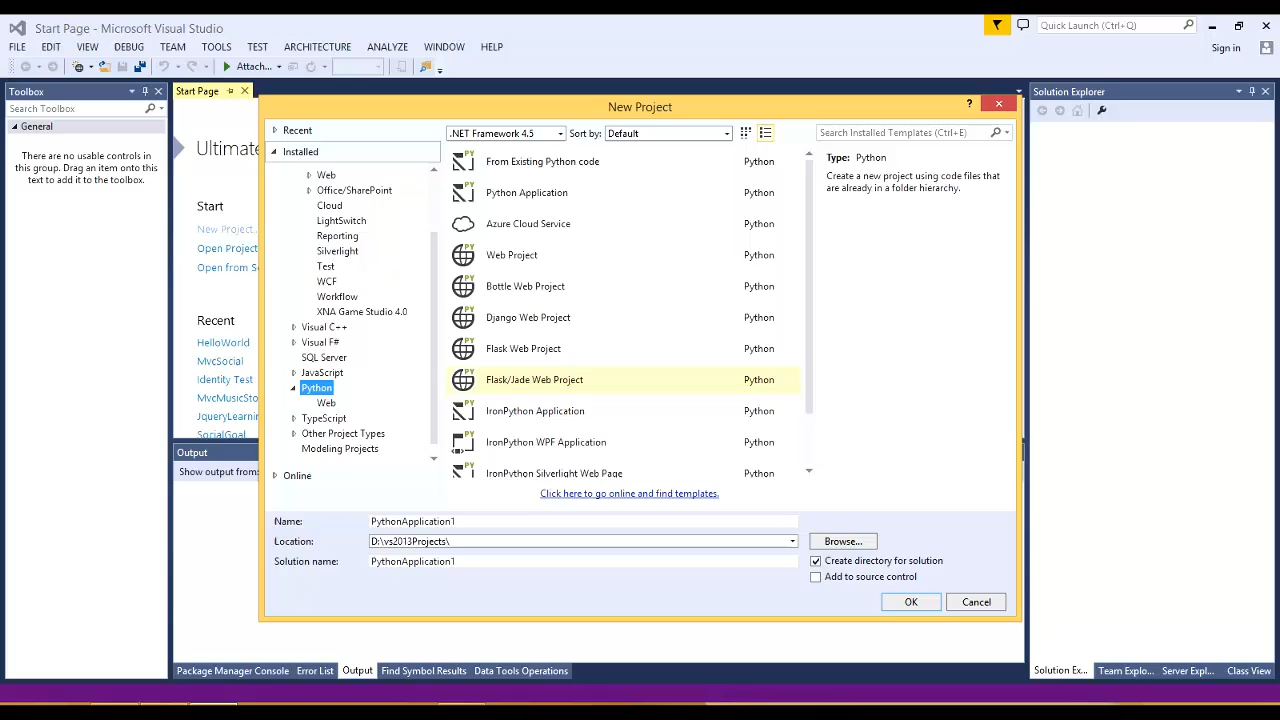 Start Page - Microsoft Visual Studio
Quick Launch (Ctrl+Q)
FILE EDIT VIEW DEBUG TEAM TOOLS TEST ARCHITECTURE ANALYZE WINDOW HELP
Sign in
Attach...
Toolbox
Search Toolbox
General
There are no usable controls in
this group. Drag an item onto this
text to add it to the toolbox.
Start Page
Ultimate
Start
New Project...
Open Project
Open from S
Recent
HelloWorld
MvcSocial
Identity Test
MvcMusicSto
JqueryLearnin
SocialGoal
Output
Show output from:
New Project
?
Recent
Installed
Web
Office/SharePoint
Cloud
LightSwitch
Reporting
Silverlight
Test
WCF
Workflow
XNA Game Studio 4.0
Visual C++
Visual F#
SQL Server
JavaScript
Python
Web
TypeScript
Other Project Types
Modeling Projects
Online
.NET Framework 4.5 Sort by: Default
Search Installed Templates (Ctrl+E)
PY From Existing Python code Python
PY Python Application Python
Azure Cloud Service Python
PY Web Project Python
PY Bottle Web Project Python
PY Django Web Project Python
PY Flask Web Project Python
PY Flask/Jade Web Project Python
PY IronPython Application Python
PY IronPython WPF Application Python
PY IronPython Silverlight Web Page Python
Click here to go online and find templates.
Type: Python
Create a new project using code files that
are already in a folder hierarchy.
Name: PythonApplication1
Location: D:\vs2013Projects\
Browse...
Solution name: PythonApplication1
Create directory for solution
Add to source control
OK Cancel
Solution Explorer
Package Manager Console Error List Output Find Symbol Results Data Tools Operations
Solution Ex... Team Explo... Server Expl... Class View